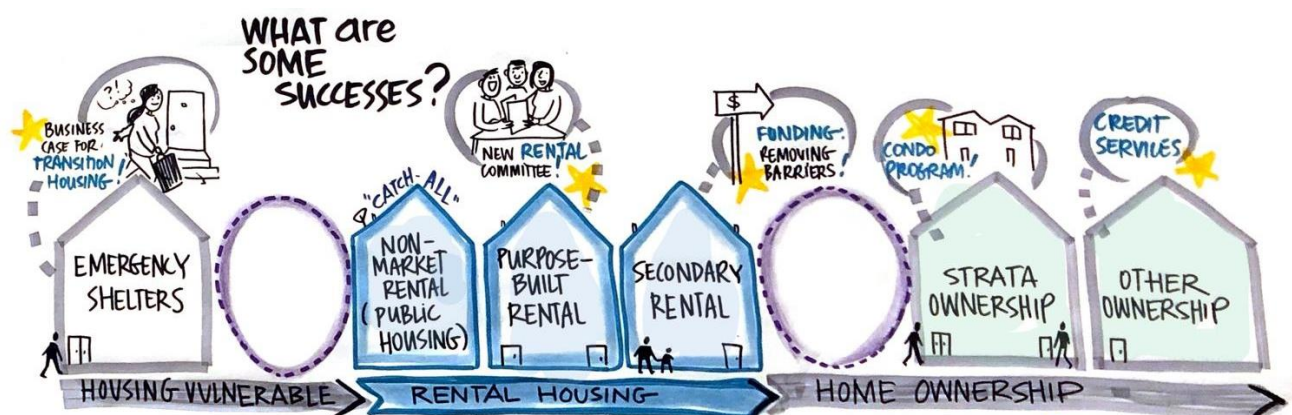 WHAT are
SOME
SUCCESSES?
?!
BUSINESS
CASE FOR
TRANSITION
HOUSING!
NEW RENTAL
COMMITTEE!
$
FUNDING:
REMOVING
BARRIERS!
CONDO
PROGRAM!
CREDIT
SERVICES!
"CATCH-ALL"
EMERGENCY
SHELTERS
NON-
MARKET
RENTAL
(PUBLIC
HOUSING)
PURPOSE-
BUILT
RENTAL
SECONDARY
RENTAL
STRATA
OWNERSHIP
OTHER
OWNERSHIP
HOUSING VULNERABLE
RENTAL HOUSING
HOME OWNERSHIP